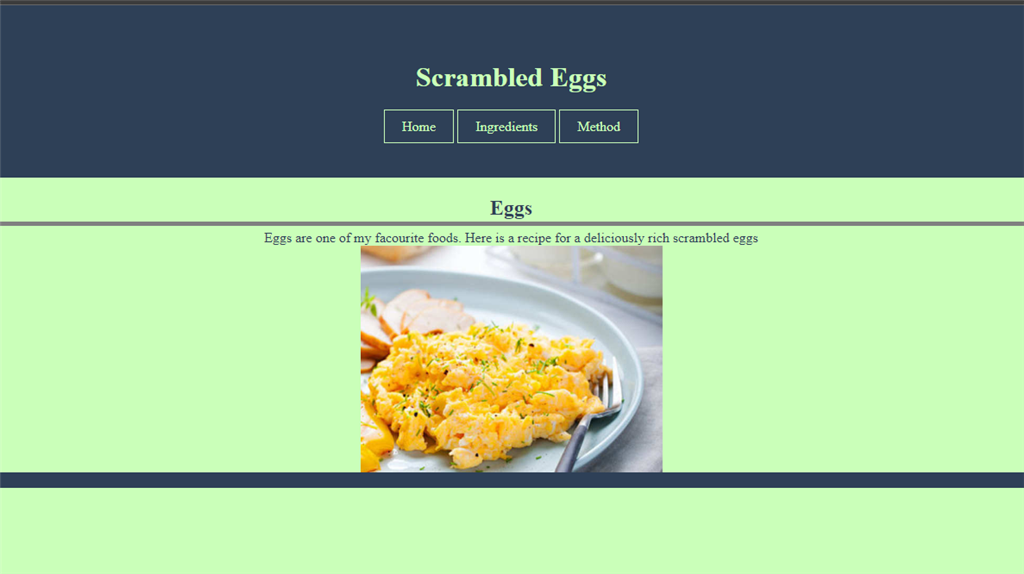 Scrambled Eggs
Home Ingredients Method
Eggs
Eggs are one of my facourite foods. Here is a recipe for a deliciously rich scrambled eggs